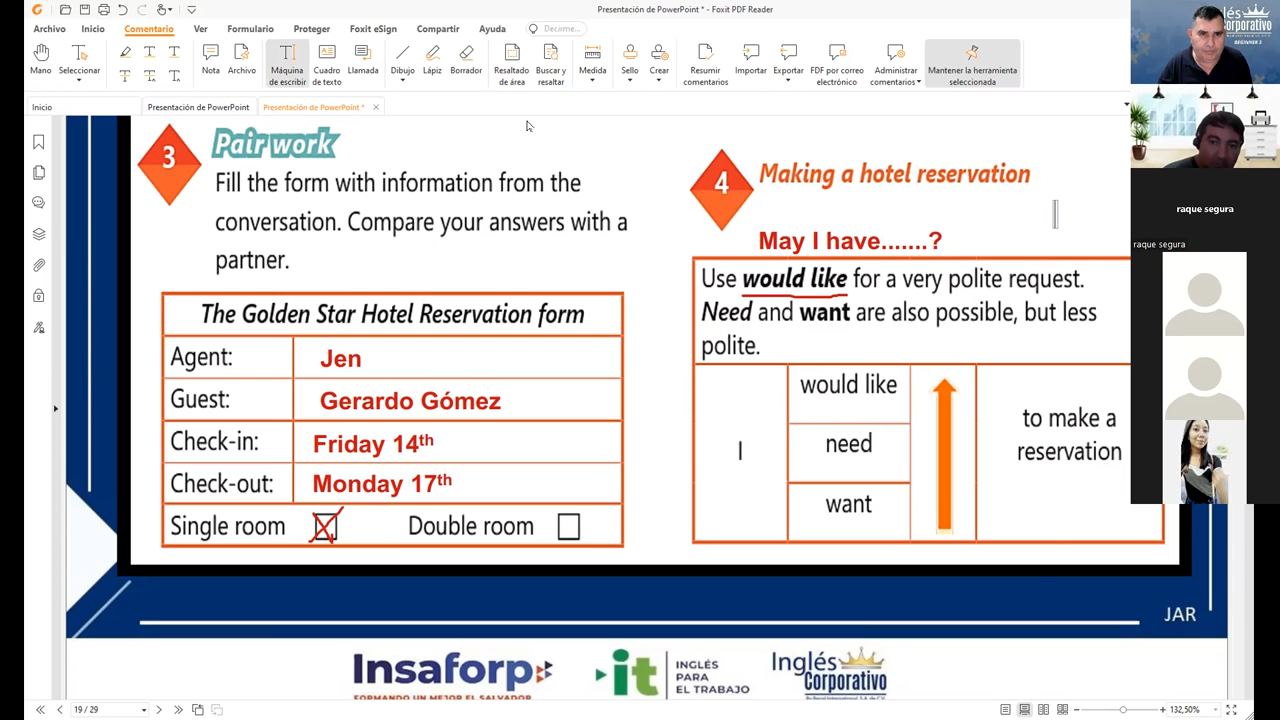 Presentación de PowerPoint * - Foxit PDF Reader
Archivo Inicio Comentario Ver Formulario Proteger Foxit eSign Compartir Ayuda Decirme...
Mano
Seleccionar
Nota
Archivo
Máquina de escribir
Cuadro de texto
Llamada
Dibujo
Lápiz
Borrador
Resaltado de área
Buscar y resaltar
Medida
Sello
Crear
Resumir comentarios
Importar
Exportar
FDF por correo electrónico
Administrar comentarios
Mantener la herramienta seleccionada
Inicio
Presentación de PowerPoint
Presentación de PowerPoint *
3
Pair work
Fill the form with information from the
conversation. Compare your answers with a
partner.
The Golden Star Hotel Reservation form
Agent: Jen
Guest: Gerardo Gómez
Check-in: Friday 14th
Check-out: Monday 17th
Single room X Double room
4
Making a hotel reservation
May I have.......?
Use would like for a very polite request.
Need and want are also possible, but less
polite.
I
would like
need
want
to make a
reservation
JAR
Insaforp
FORMANDO UN MEJOR EL SALVADOR
it
INGLÉS
PARA
EL TRABAJO
Inglés
Corporativo
19 / 29
132,50%
Inglés
Corporativo
raque segura
raque segura